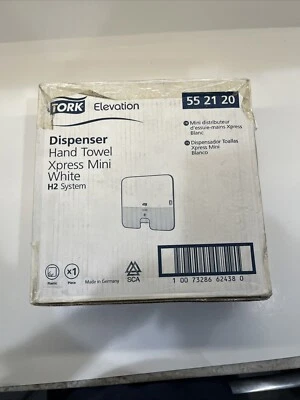 TORK Elevation
55 21 20
Dispenser
Hand Towel
Xpress Mini
White
H2 System
Mini distributeur
d'essuie-mains Xpress
Blanc
Dispensador Toallas
Xpress Mini
Blanco
x1
Made in Germany
SCA
1 00 73286 62438 0